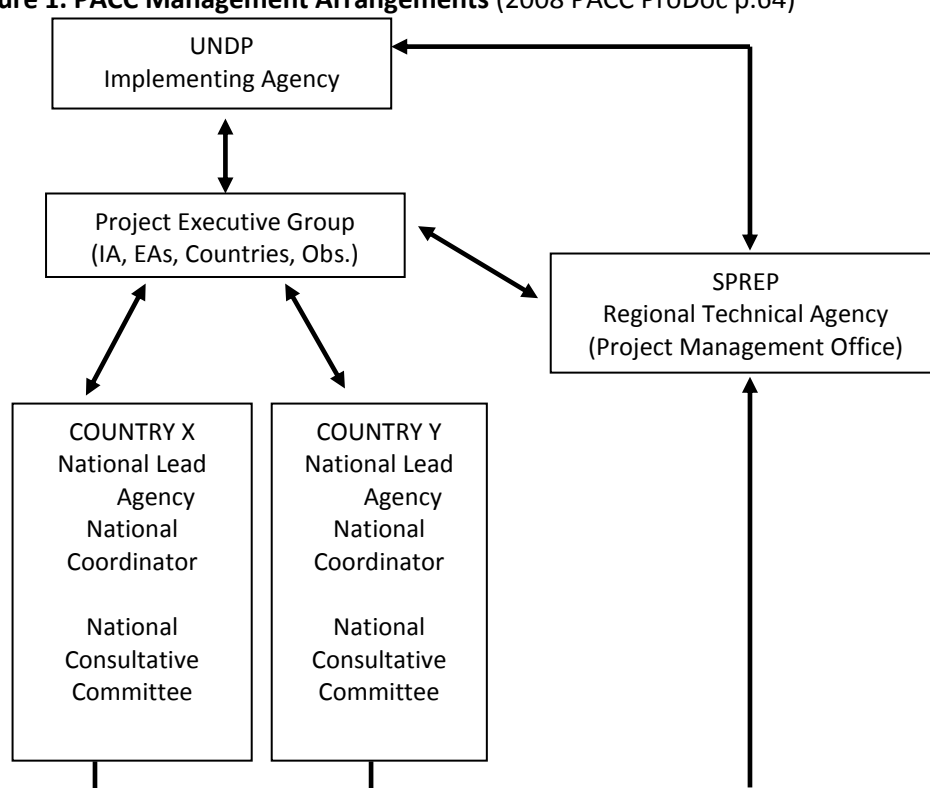 ure 1. PACC Management Arrangements (2008 PACC ProDoc p.64)
UNDP
Implementing Agency
Project Executive Group
(IA, EAs, Countries, Obs.)
SPREP
Regional Technical Agency
(Project Management Office)
COUNTRY X
National Lead
Agency
National
Coordinator
National
Consultative
Committee
COUNTRY Y
National Lead
Agency
National
Coordinator
National
Consultative
Committee